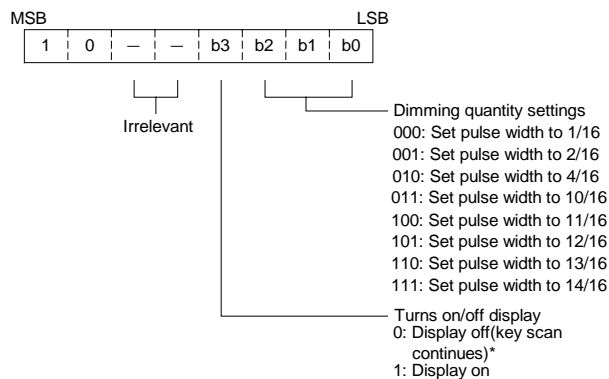 MSB LSB
1 0 – – b3 b2 b1 b0
Irrelevant
Dimming quantity settings
000: Set pulse width to 1/16
001: Set pulse width to 2/16
010: Set pulse width to 4/16
011: Set pulse width to 10/16
100: Set pulse width to 11/16
101: Set pulse width to 12/16
110: Set pulse width to 13/16
111: Set pulse width to 14/16
Turns on/off display
0: Display off(key scan
continues)*
1: Display on